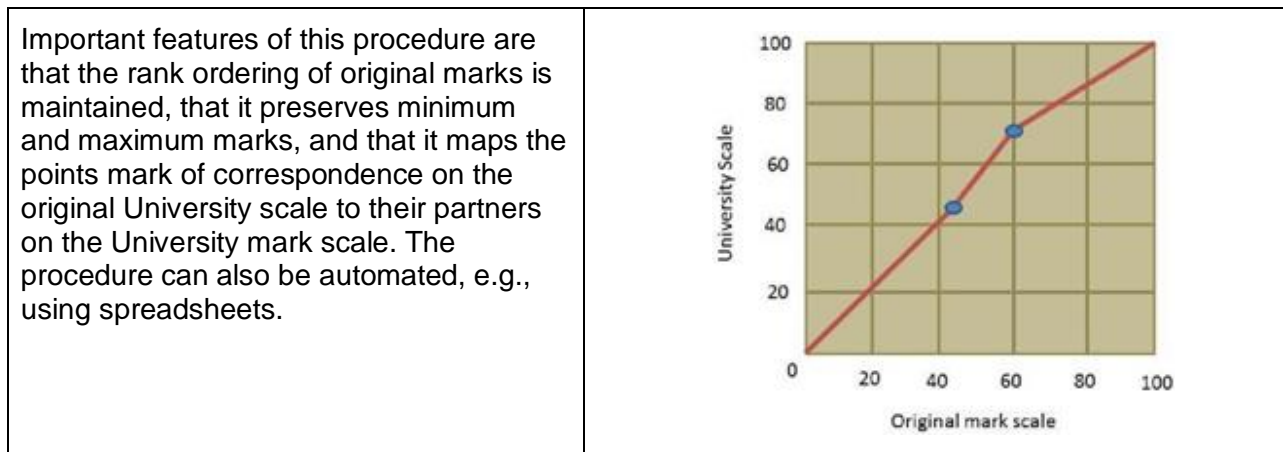 Important features of this procedure are
that the rank ordering of original marks is
maintained, that it preserves minimum
and maximum marks, and that it maps the
points mark of correspondence on the
original University scale to their partners
on the University mark scale. The
procedure can also be automated, e.g.,
using spreadsheets.
University Scale
100
80
60
40
20
0
20 40 60 80 100
Original mark scale